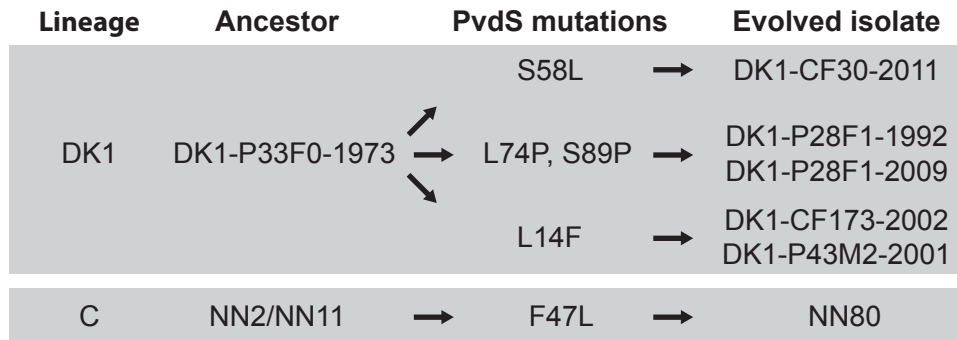 Lineage Ancestor PvdS mutations Evolved isolate
S58L DK1-CF30-2011
DK1 DK1-P33F0-1973 L74P, S89P DK1-P28F1-1992
DK1-P28F1-2009
L14F DK1-CF173-2002
DK1-P43M2-2001
C NN2/NN11 F47L NN80